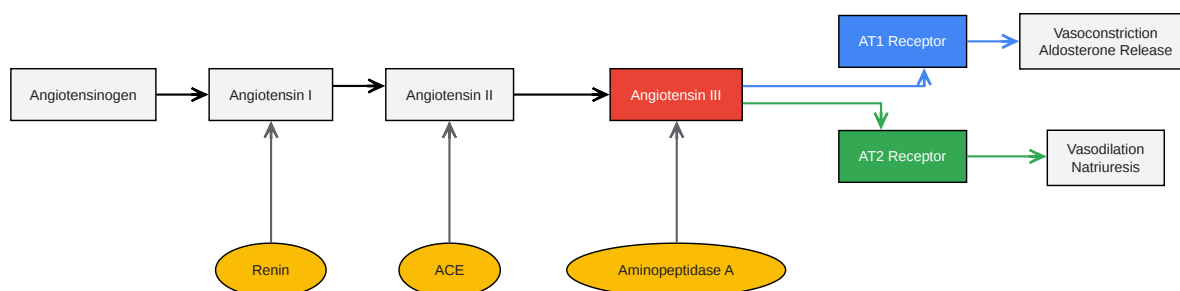 Angiotensinogen
Angiotensin I
Angiotensin II
Angiotensin III
AT1 Receptor
Vasoconstriction
Aldosterone Release
AT2 Receptor
Vasodilation
Natriuresis
Renin
ACE
Aminopeptidase A